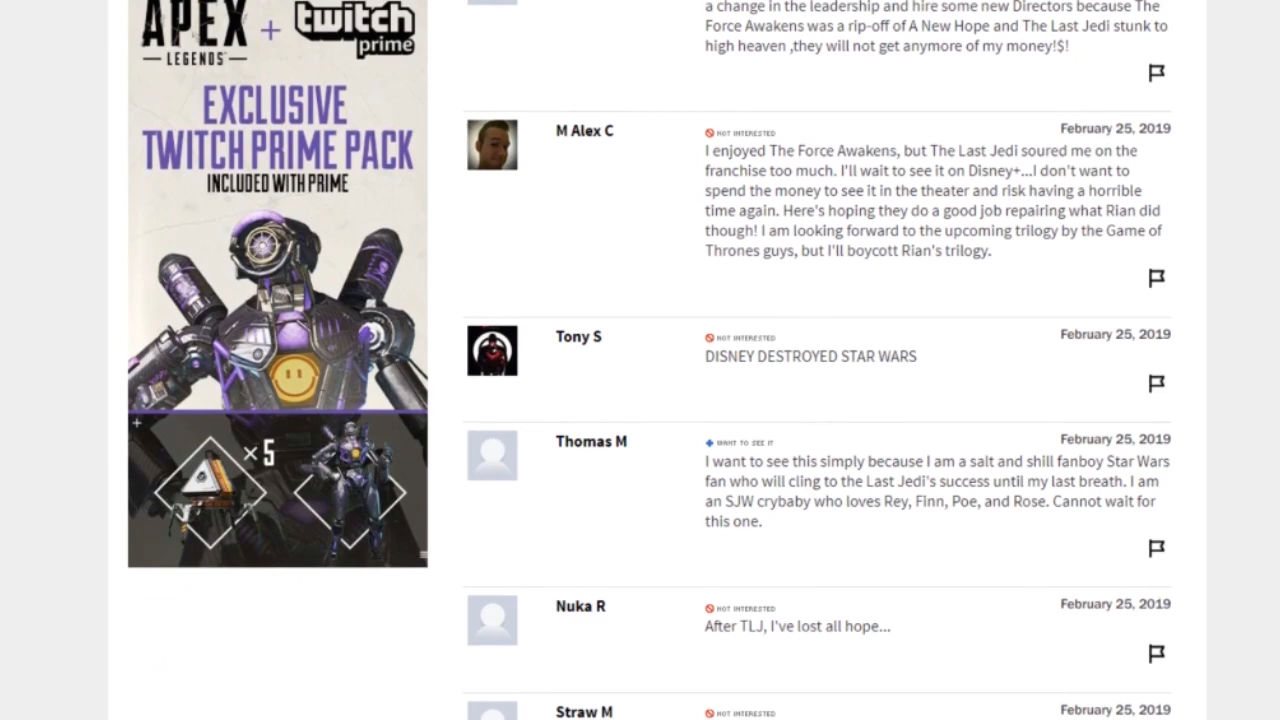 APEX
LEGENDS
+
twitch
prime
EXCLUSIVE
TWITCH PRIME PACK
INCLUDED WITH PRIME
×5
a change in the leadership and hire some new Directors because The
Force Awakens was a rip-off of A New Hope and The Last Jedi stunk to
high heaven ,they will not get anymore of my money!$!
M Alex C
NOT INTERESTED
February 25, 2019
I enjoyed The Force Awakens, but The Last Jedi soured me on the
franchise too much. I'll wait to see it on Disney+...I don't want to
spend the money to see it in the theater and risk having a horrible
time again. Here's hoping they do a good job repairing what Rian did
though! I am looking forward to the upcoming trilogy by the Game of
Thrones guys, but I'll boycott Rian's trilogy.
Tony S
NOT INTERESTED
February 25, 2019
DISNEY DESTROYED STAR WARS
Thomas M
WANT TO SEE IT
February 25, 2019
I want to see this simply because I am a salt and shill fanboy Star Wars
fan who will cling to the Last Jedi's success until my last breath. I am
an SJW crybaby who loves Rey, Finn, Poe, and Rose. Cannot wait for
this one.
Nuka R
NOT INTERESTED
February 25, 2019
After TLJ, I've lost all hope...
Straw M
NOT INTERESTED
February 25, 2019